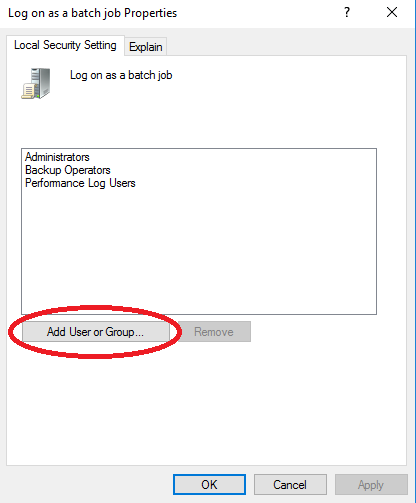 Log on as a batch job Properties
?
Local Security Setting
Explain
Log on as a batch job
Administrators
Backup Operators
Performance Log Users
Add User or Group...
Remove
OK
Cancel
Apply